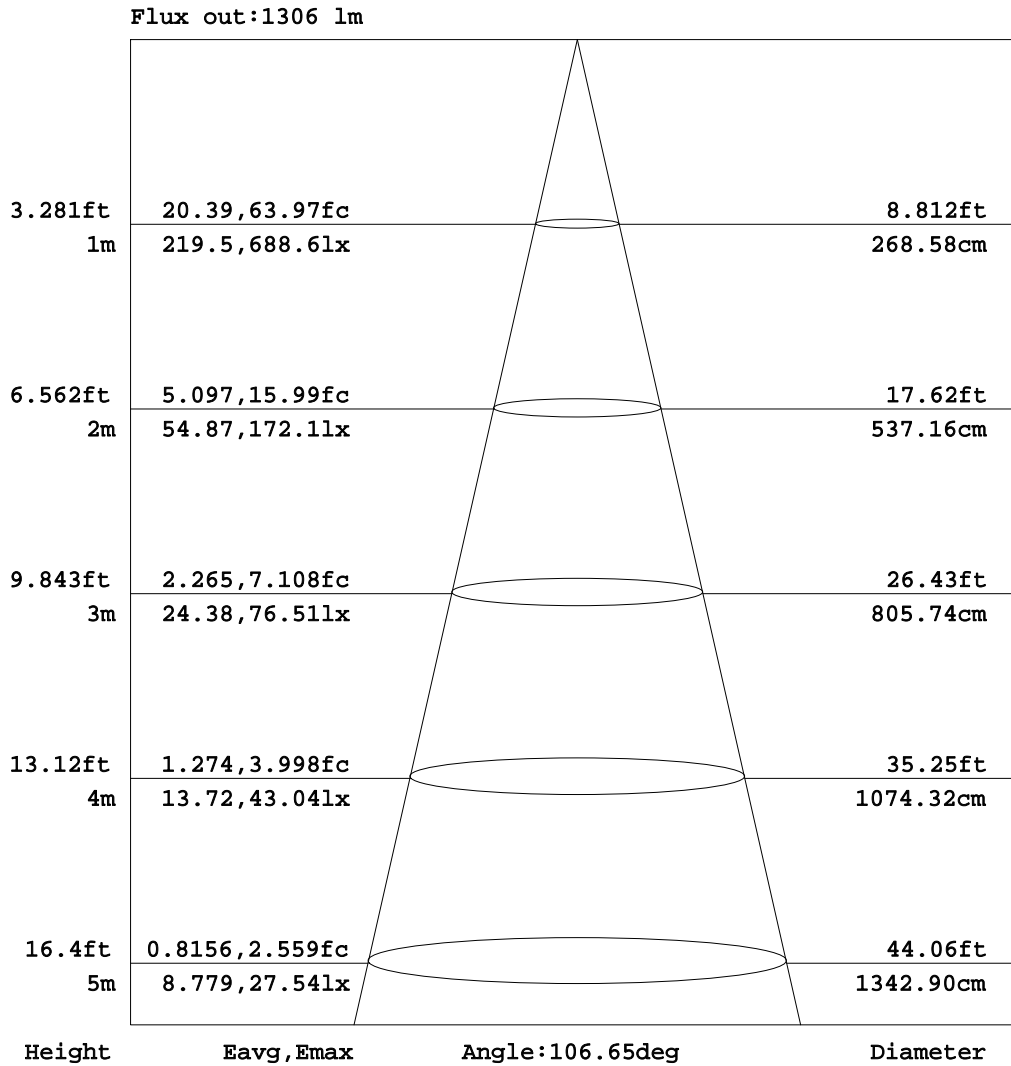 Flux out:1306 lm
3.281ft 20.39,63.97fc 8.812ft
1m 219.5,688.6lx 268.58cm
6.562ft 5.097,15.99fc 17.62ft
2m 54.87,172.1lx 537.16cm
9.843ft 2.265,7.108fc 26.43ft
3m 24.38,76.51lx 805.74cm
13.12ft 1.274,3.998fc 35.25ft
4m 13.72,43.04lx 1074.32cm
16.4ft 0.8156,2.559fc 44.06ft
5m 8.779,27.54lx 1342.90cm
Height Eavg,Emax Angle:106.65deg Diameter